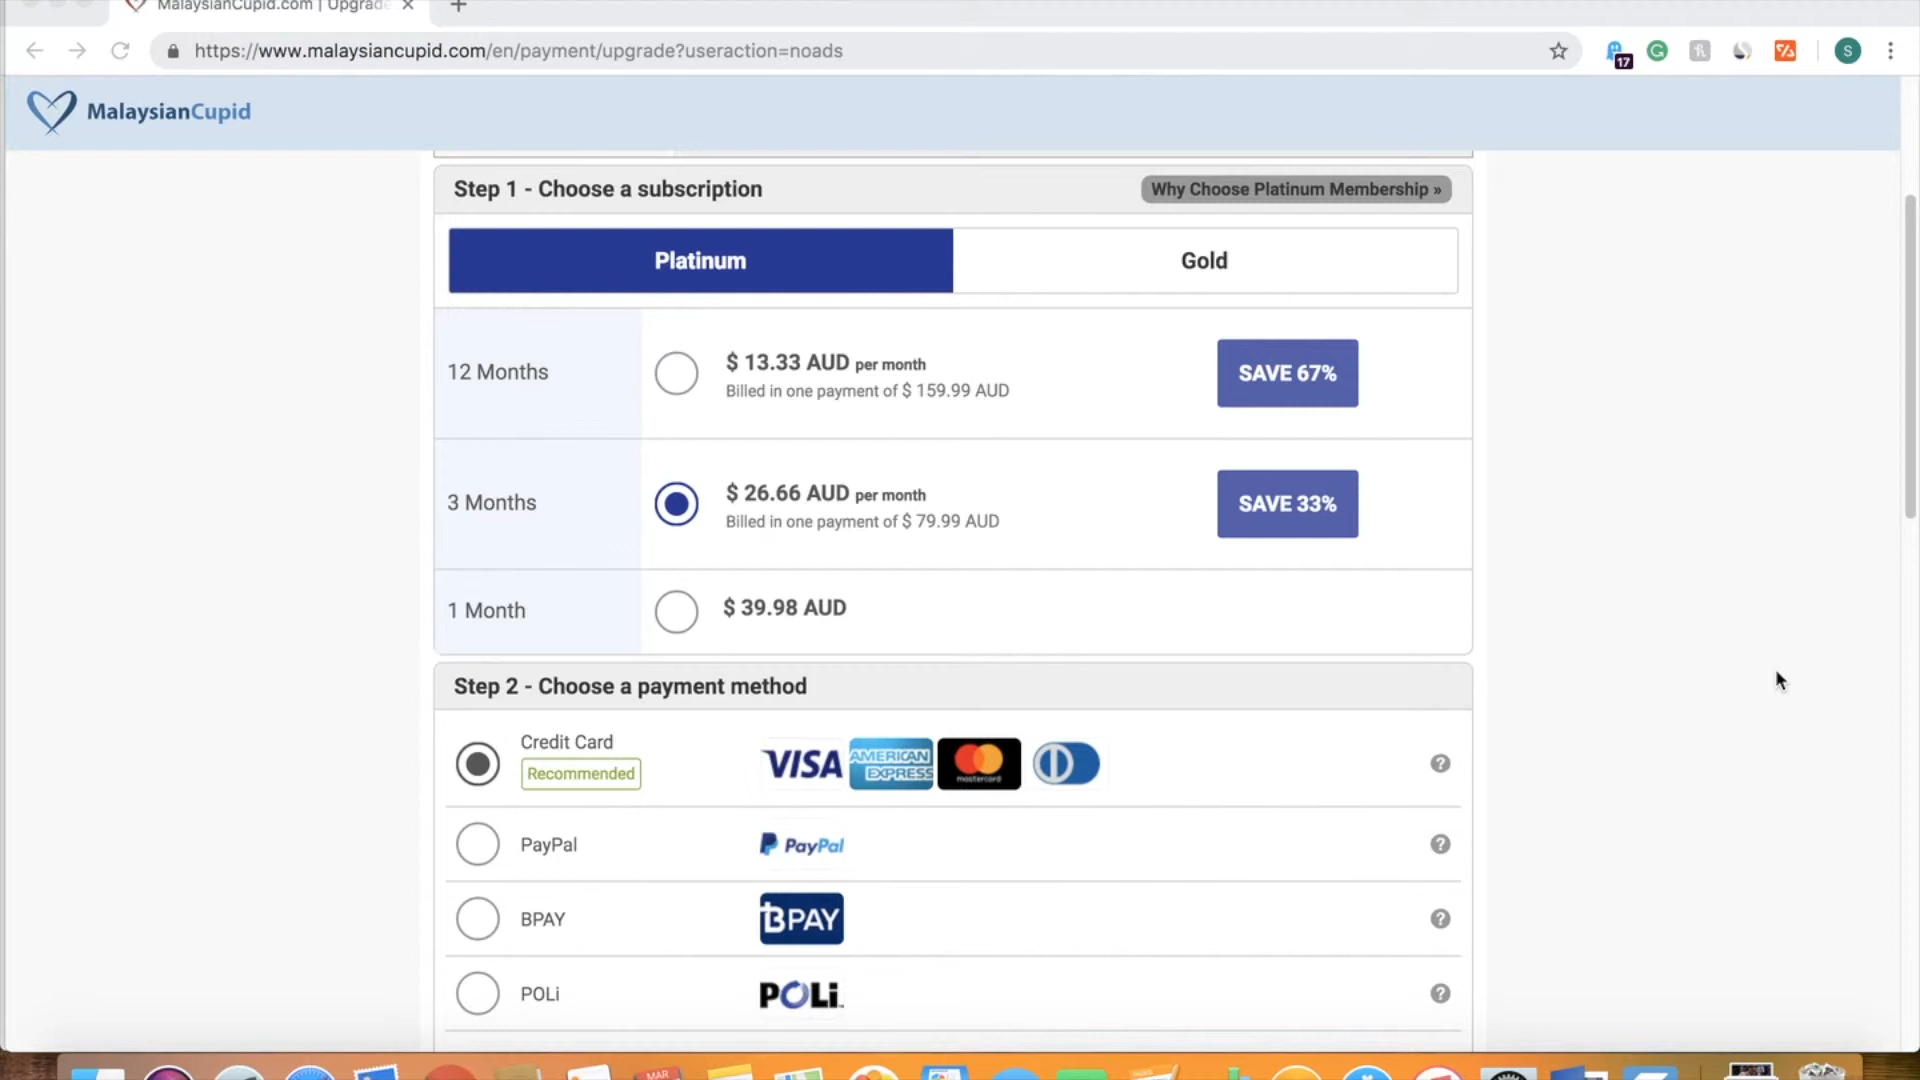 MalaysianCupid.com | Upgrade
https://www.malaysiancupid.com/en/payment/upgrade?useraction=noads
17
S
MalaysianCupid
Step 1 - Choose a subscription
Why Choose Platinum Membership »
Platinum
Gold
12 Months
$ 13.33 AUD per month
Billed in one payment of $ 159.99 AUD
SAVE 67%
3 Months
$ 26.66 AUD per month
Billed in one payment of $ 79.99 AUD
SAVE 33%
1 Month
$ 39.98 AUD
Step 2 - Choose a payment method
Credit Card
Recommended
VISA
AMERICAN EXPRESS
mastercard
?
PayPal
PayPal
?
BPAY
BPAY
?
POLi
POLi
?
MAR